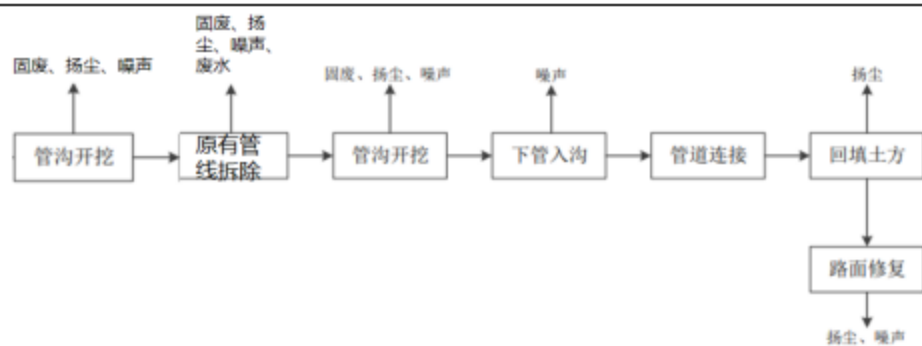 固废、扬尘、噪声
固废、扬
尘、噪声、
废水
固废、扬尘、噪声
噪声
扬尘
管沟开挖
原有管
线拆除
管沟开挖
下管入沟
管道连接
回填土方
路面修复
扬尘、噪声